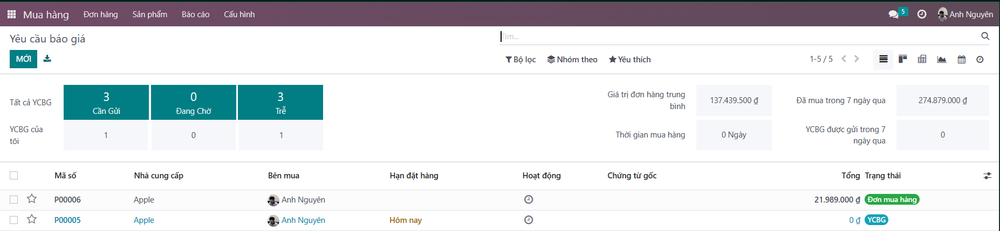 Mua hàng Đơn hàng Sản phẩm Báo cáo Cấu hình 5 Anh Nguyên
Yêu cầu báo giá Tìm...
MỚI Bộ lọc Nhóm theo Yêu thích 1-5 / 5
Tất cả YCBG
3
Cần Gửi
0
Đang Chờ
3
Trễ
YCBG của
tôi
1 0 1
Giá trị đơn hàng trung
bình
137.439.500 ₫
Đã mua trong 7 ngày qua 274.879.000 ₫
Thời gian mua hàng 0 Ngày
YCBG được gửi trong 7
ngày qua
0
Mã số Nhà cung cấp Bên mua Hạn đặt hàng Hoạt động Chứng từ gốc Tổng Trạng thái
P00006 Apple Anh Nguyên 21.989.000 ₫ Đơn mua hàng
P00005 Apple Anh Nguyên Hôm nay 0 ₫ YCBG